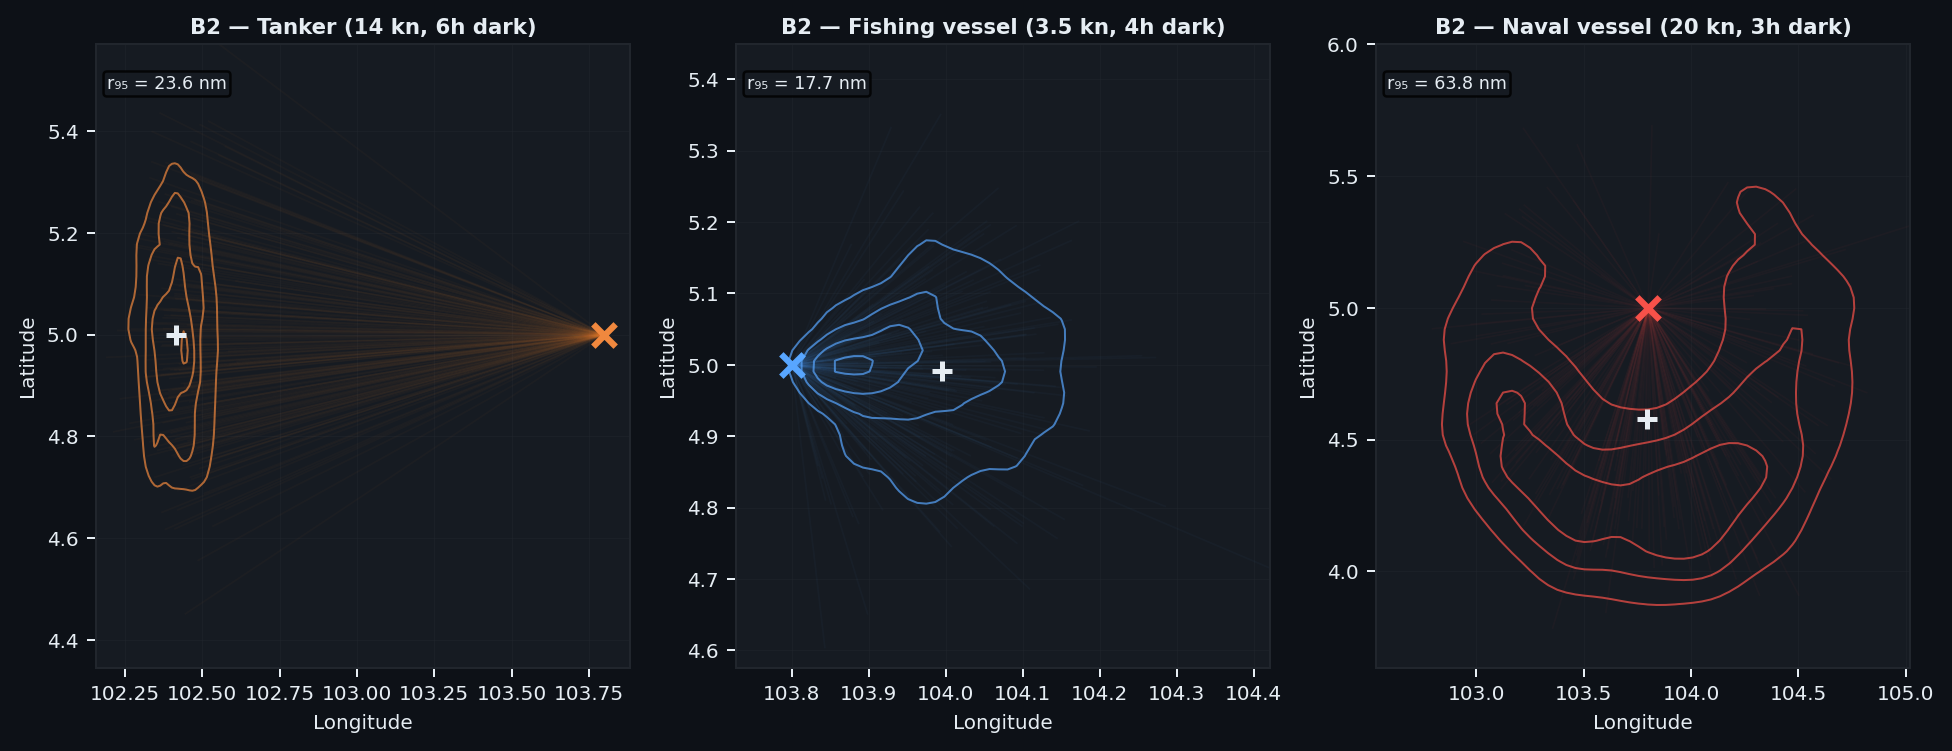 B2 — Tanker (14 kn, 6h dark)
r₉₅ = 23.6 nm
5.4
5.2
5.0
4.8
4.6
4.4
Latitude
102.25 102.50 102.75 103.00 103.25 103.50 103.75
Longitude
B2 — Fishing vessel (3.5 kn, 4h dark)
r₉₅ = 17.7 nm
5.4
5.3
5.2
5.1
5.0
4.9
4.8
4.7
4.6
Latitude
103.8 103.9 104.0 104.1 104.2 104.3 104.4
Longitude
B2 — Naval vessel (20 kn, 3h dark)
r₉₅ = 63.8 nm
6.0
5.5
5.0
4.5
4.0
Latitude
103.0 103.5 104.0 104.5 105.0
Longitude